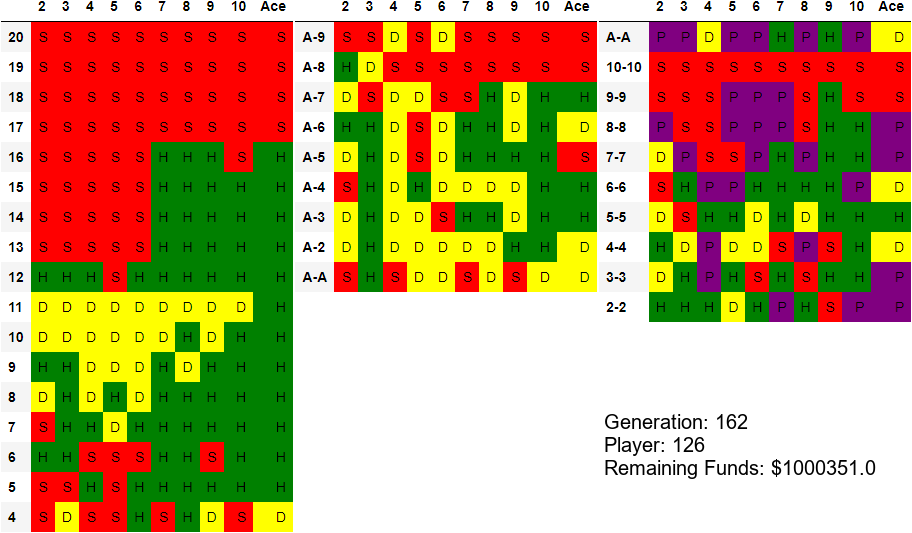 2 3 4 5 6 7 8 9 10 Ace
20 S S S S S S S S S S
19 S S S S S S S S S S
18 S S S S S S S S S S
17 S S S S S S S S S S
16 S S S S S H H H S H
15 S S S S S H H H H H
14 S S S S S H H H H H
13 S S S S S H H H H H
12 H H H S H H H H H H
11 D D D D D D D D D H
10 D D D D D D H D H H
9 H H D D D H D H H H
8 D H D H D H H H H H
7 S H H D H H H H H H
6 H H S S S H H S H H
5 S S H S H H H H H H
4 S D S S H S H D S D
2 3 4 5 6 7 8 9 10 Ace
A-9 S S D S D S S S S S
A-8 H D S S S S S S S S
A-7 D S D D S S H D H H
A-6 H H D S D H H D H D
A-5 D H D S D H H H H S
A-4 S H D H D D D D H H
A-3 D H D D S H H D H H
A-2 D H D D D D D H H D
A-A S H S D D S D S D D
2 3 4 5 6 7 8 9 10 Ace
A-A P P D P P H P H P D
10-10 S S S S S S S S S S
9-9 S S S P P P S H S S
8-8 P S S P P P S H H P
7-7 D P S S P H P H H P
6-6 S H P P H H H H P D
5-5 D S H H D H D H H H
4-4 H D P D D S P S H D
3-3 D H P H S H S H H P
2-2 H H H D H P H S P P
Generation: 162
Player: 126
Remaining Funds: $1000351.0